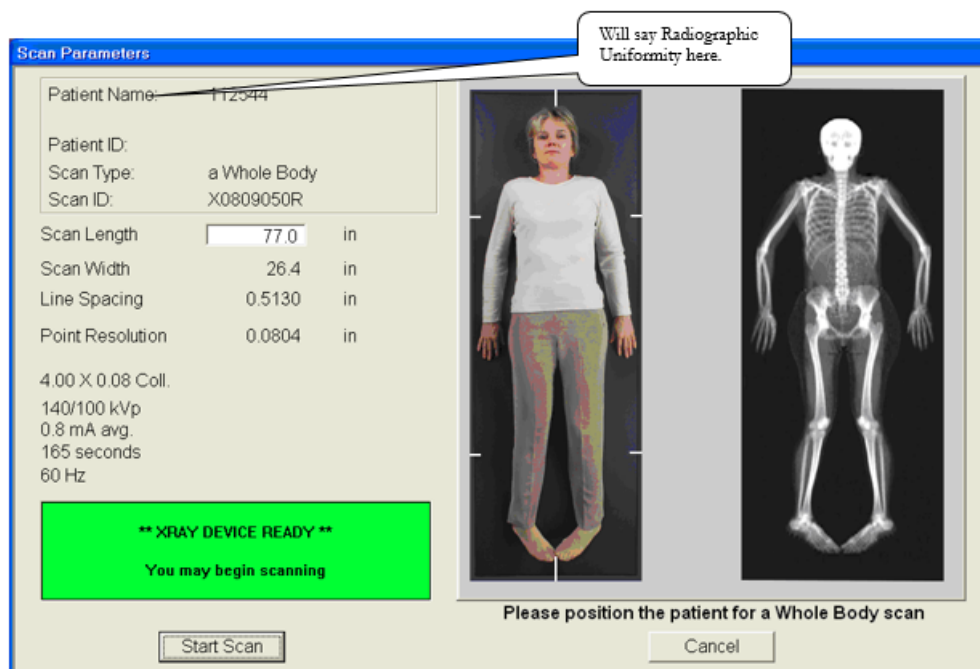 Will say Radiographic
Uniformity here.
Scan Parameters
Patient Name: 112544
Patient ID:
Scan Type: a Whole Body
Scan ID: X0809050R
Scan Length 77.0 in
Scan Width 26.4 in
Line Spacing 0.5130 in
Point Resolution 0.0804 in
4.00 X 0.08 Coll.
140/100 kVp
0.8 mA avg.
165 seconds
60 Hz
** XRAY DEVICE READY **
You may begin scanning
Please position the patient for a Whole Body scan
Start Scan
Cancel